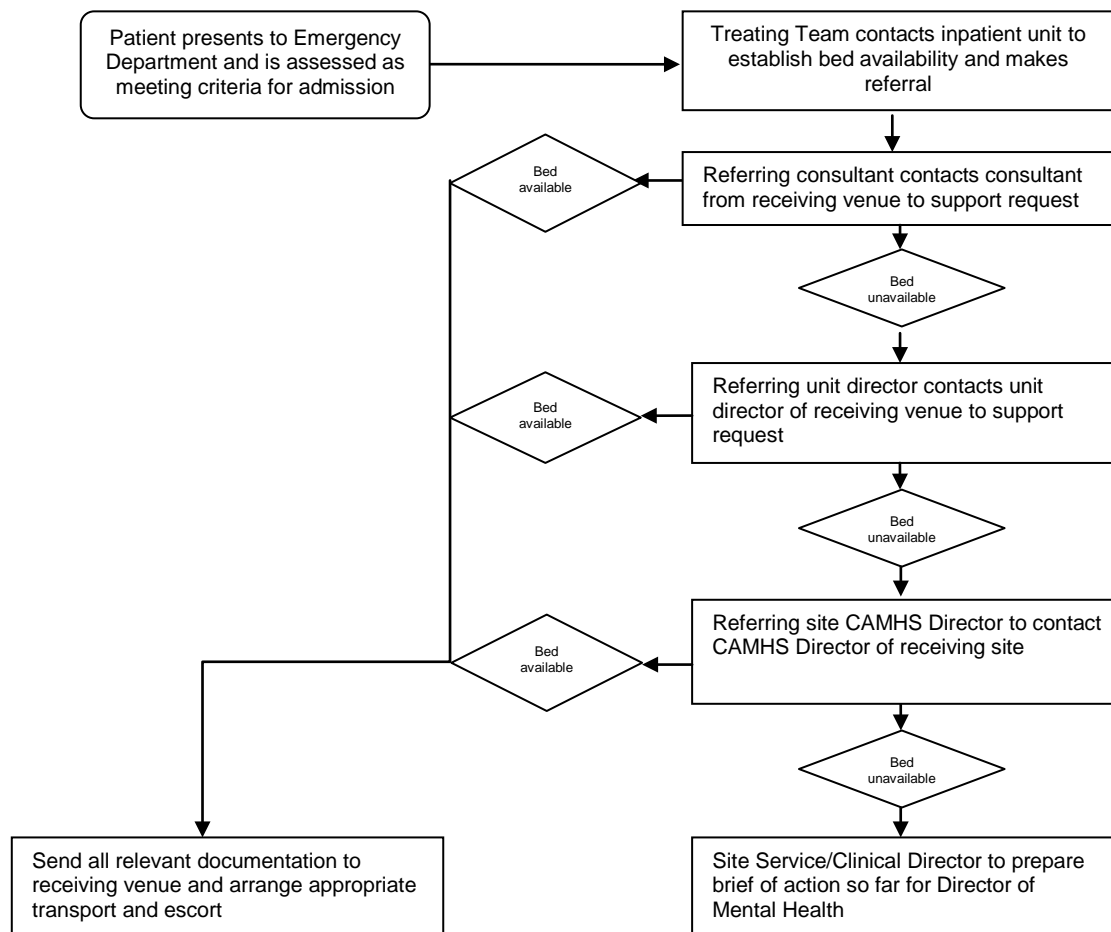 Patient presents to Emergency
Department and is assessed as
meeting criteria for admission
Treating Team contacts inpatient unit to
establish bed availability and makes
referral
Bed
available
Referring consultant contacts consultant
from receiving venue to support request
Bed
unavailable
Bed
available
Referring unit director contacts unit
director of receiving venue to support
request
Bed
unavailable
Bed
available
Referring site CAMHS Director to contact
CAMHS Director of receiving site
Bed
unavailable
Send all relevant documentation to
receiving venue and arrange appropriate
transport and escort
Site Service/Clinical Director to prepare
brief of action so far for Director of
Mental Health